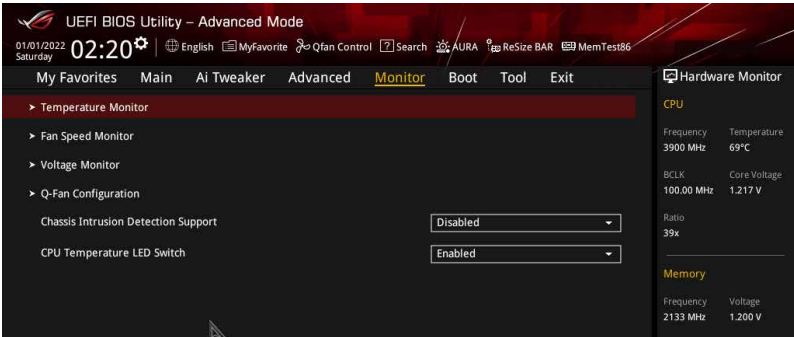 UEFI BIOS Utility – Advanced Mode
01/01/2022 Saturday 02:20 English MyFavorite Qfan Control ? Search AURA ReSize BAR MemTest86
My Favorites Main Ai Tweaker Advanced Monitor Boot Tool Exit
Hardware Monitor
> Temperature Monitor
> Fan Speed Monitor
> Voltage Monitor
> Q-Fan Configuration
Chassis Intrusion Detection Support Disabled
CPU Temperature LED Switch Enabled
CPU
Frequency Temperature
3900 MHz 69°C
BCLK Core Voltage
100.00 MHz 1.217 V
Ratio
39x
Memory
Frequency Voltage
2133 MHz 1.200 V